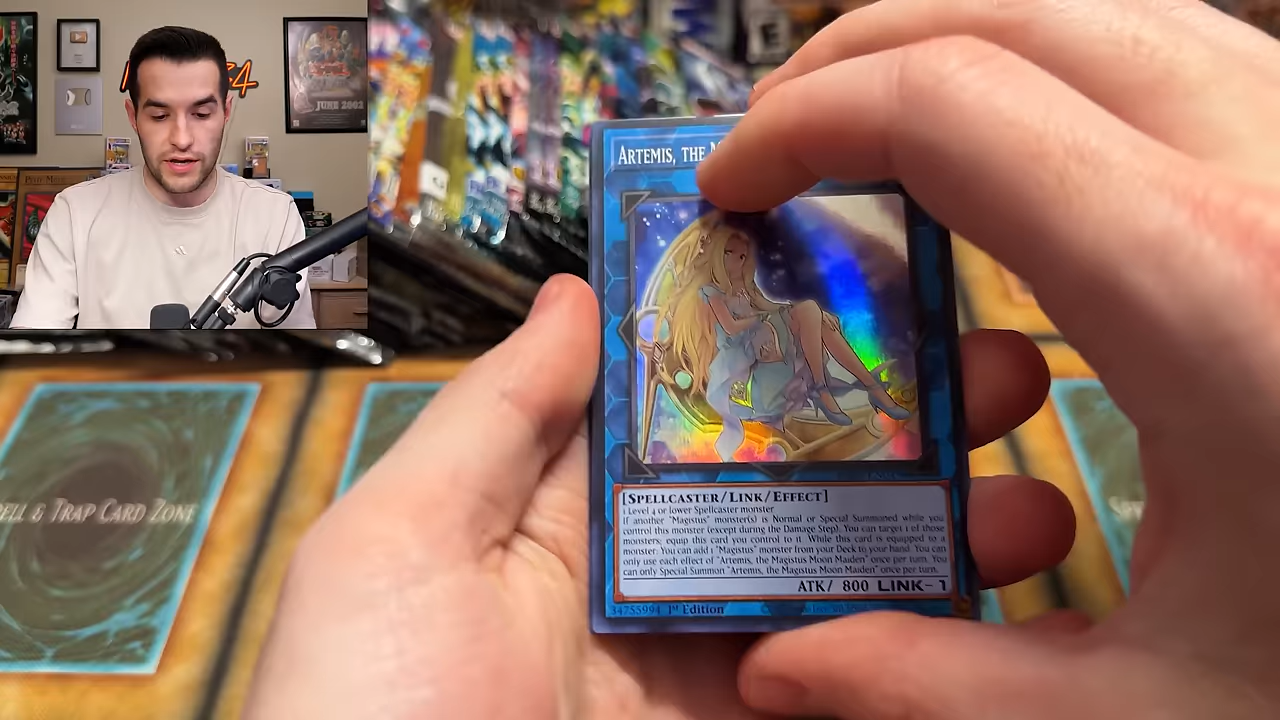 JUNE 2002
ARTEMIS, THE M
[SPELLCASTER/LINK/EFFECT]
1 Level 4 or lower Spellcaster monster
If another "Magistus" monster(s) is Normal or Special Summoned while you
control this monster (except during the Damage Step): You can target 1 of those
monsters; equip this card you control to it. While this card is equipped to a
monster: You can add 1 "Magistus" monster from your Deck to your hand. You can
only use each effect of "Artemis, the Magistus Moon Maiden" once per turn. You
can only Special Summon "Artemis, the Magistus Moon Maiden" once per turn.
ATK/ 800 LINK-1
34755994 1st Edition
ELL & TRAP CARD ZONE